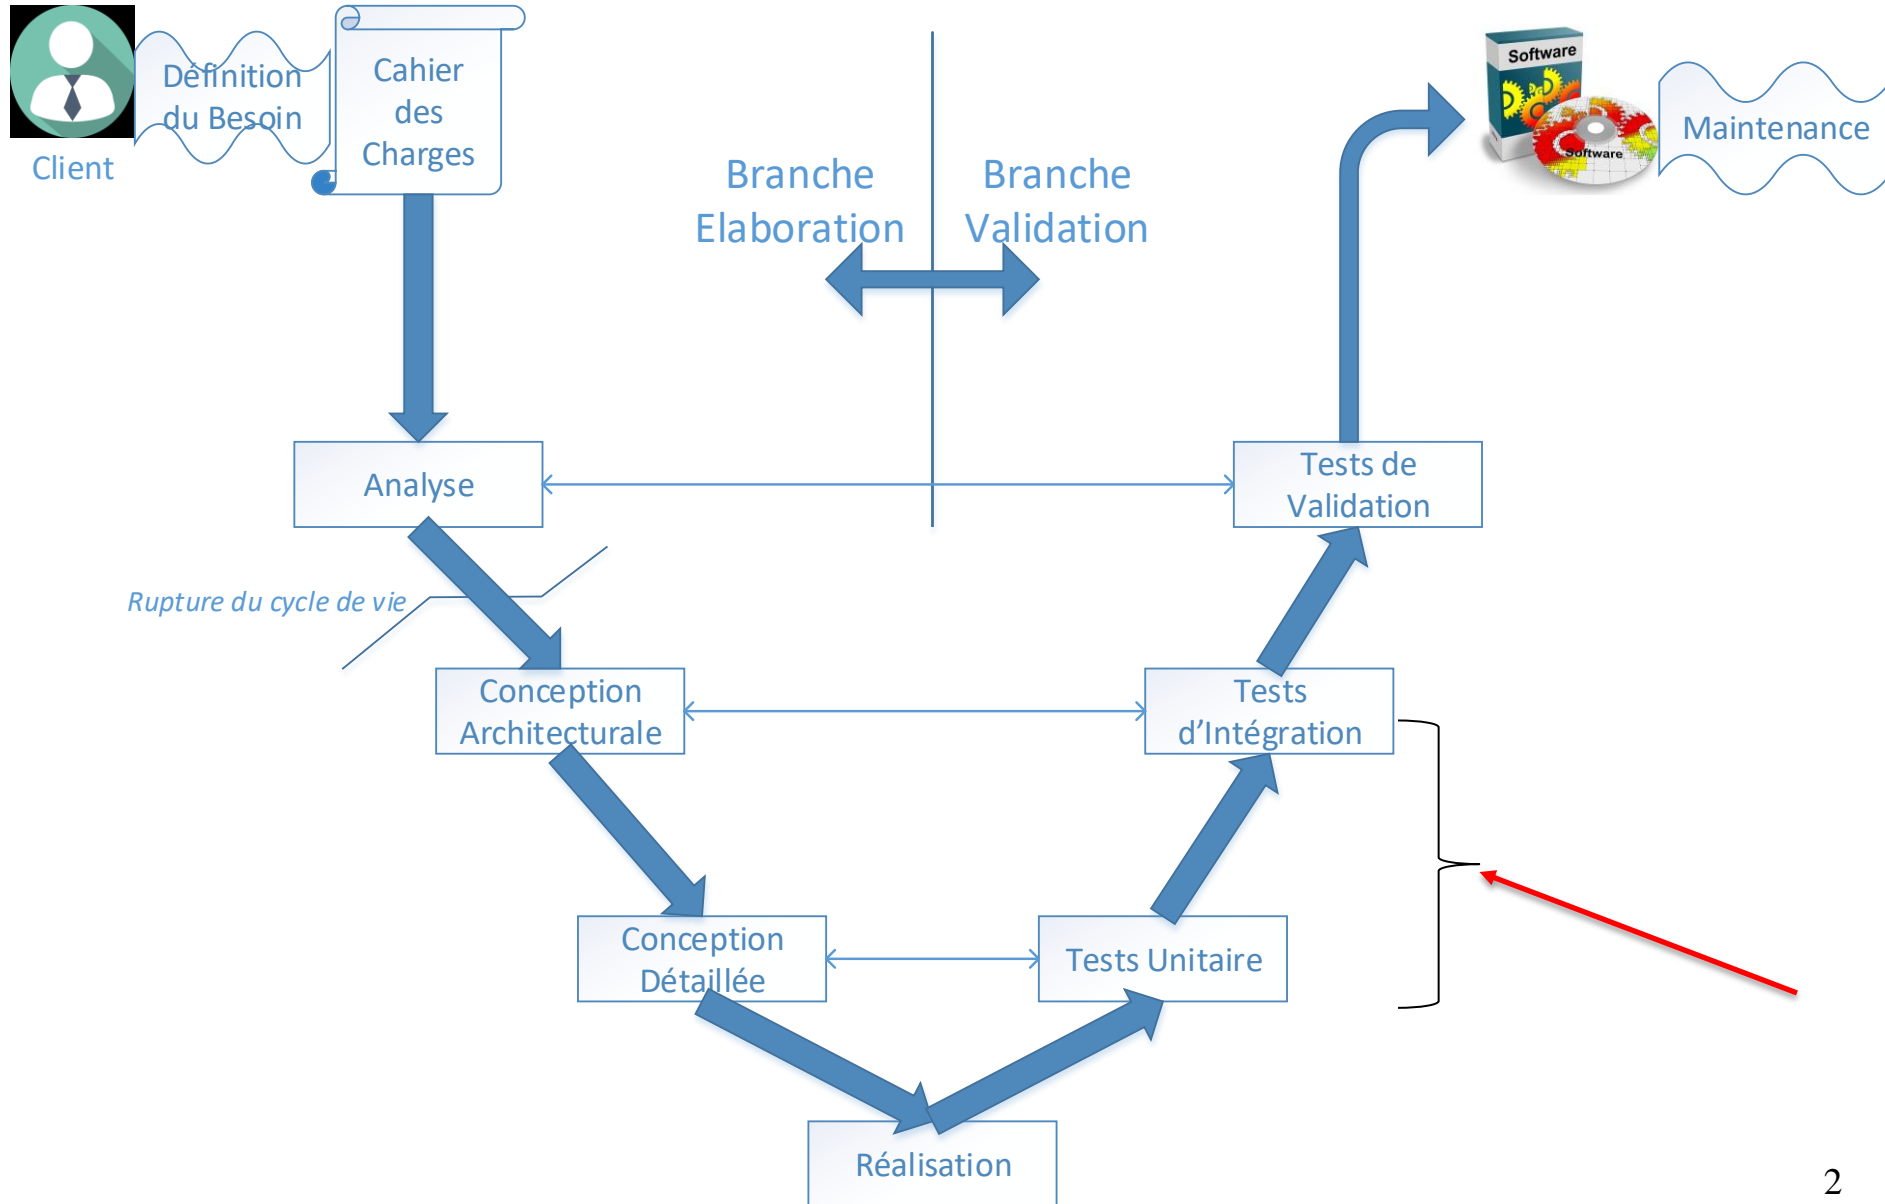 Client
Définition
du Besoin
Cahier
des
Charges
Branche
Elaboration
Branche
Validation
Software
Software
Maintenance
Analyse
Tests de
Validation
Rupture du cycle de vie
Conception
Architecturale
Tests
d’Intégration
Conception
Détaillée
Tests Unitaire
Réalisation
2